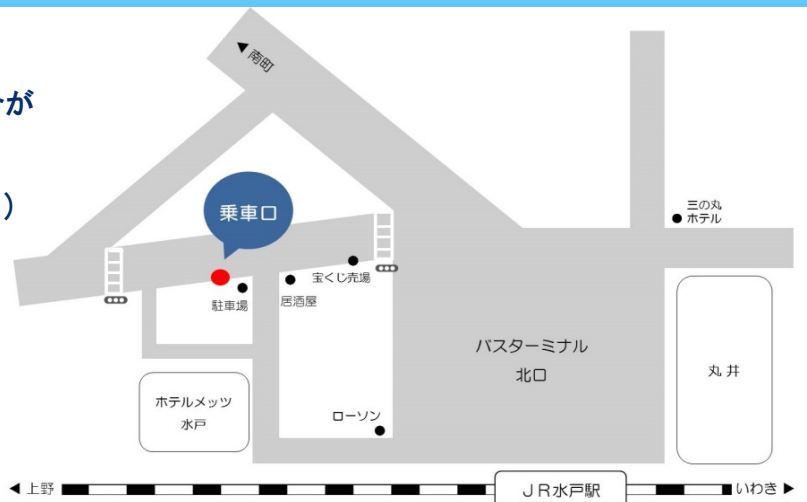 が
)
南町
乗車口
三の丸
ホテル
宝くじ売場
居酒屋
駐車場
バスターミナル
北口
丸井
ホテルメッツ
水戸
ローソン
◀ 上野
JR水戸駅
いわき ▶